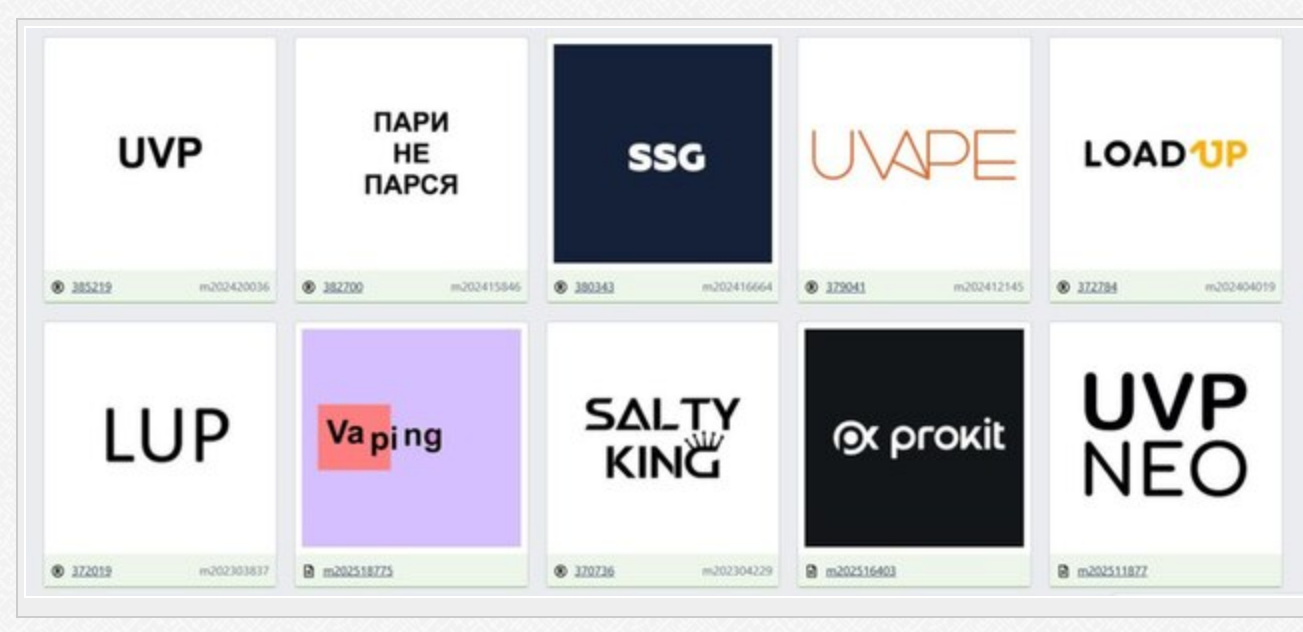 UVP
ПАРИ
НЕ
ПАРСЯ
SSG
UVAPE
LOAD UP
® 385219 m202420036
® 382700 m202415846
® 380343 m202416664
® 379041 m202412145
® 372784 m202404019
LUP
Vaping
SALTY
KING
px prokit
UVP
NEO
® 372019 m202303837
m202518775
® 370736 m202304229
m202516403
m202511877